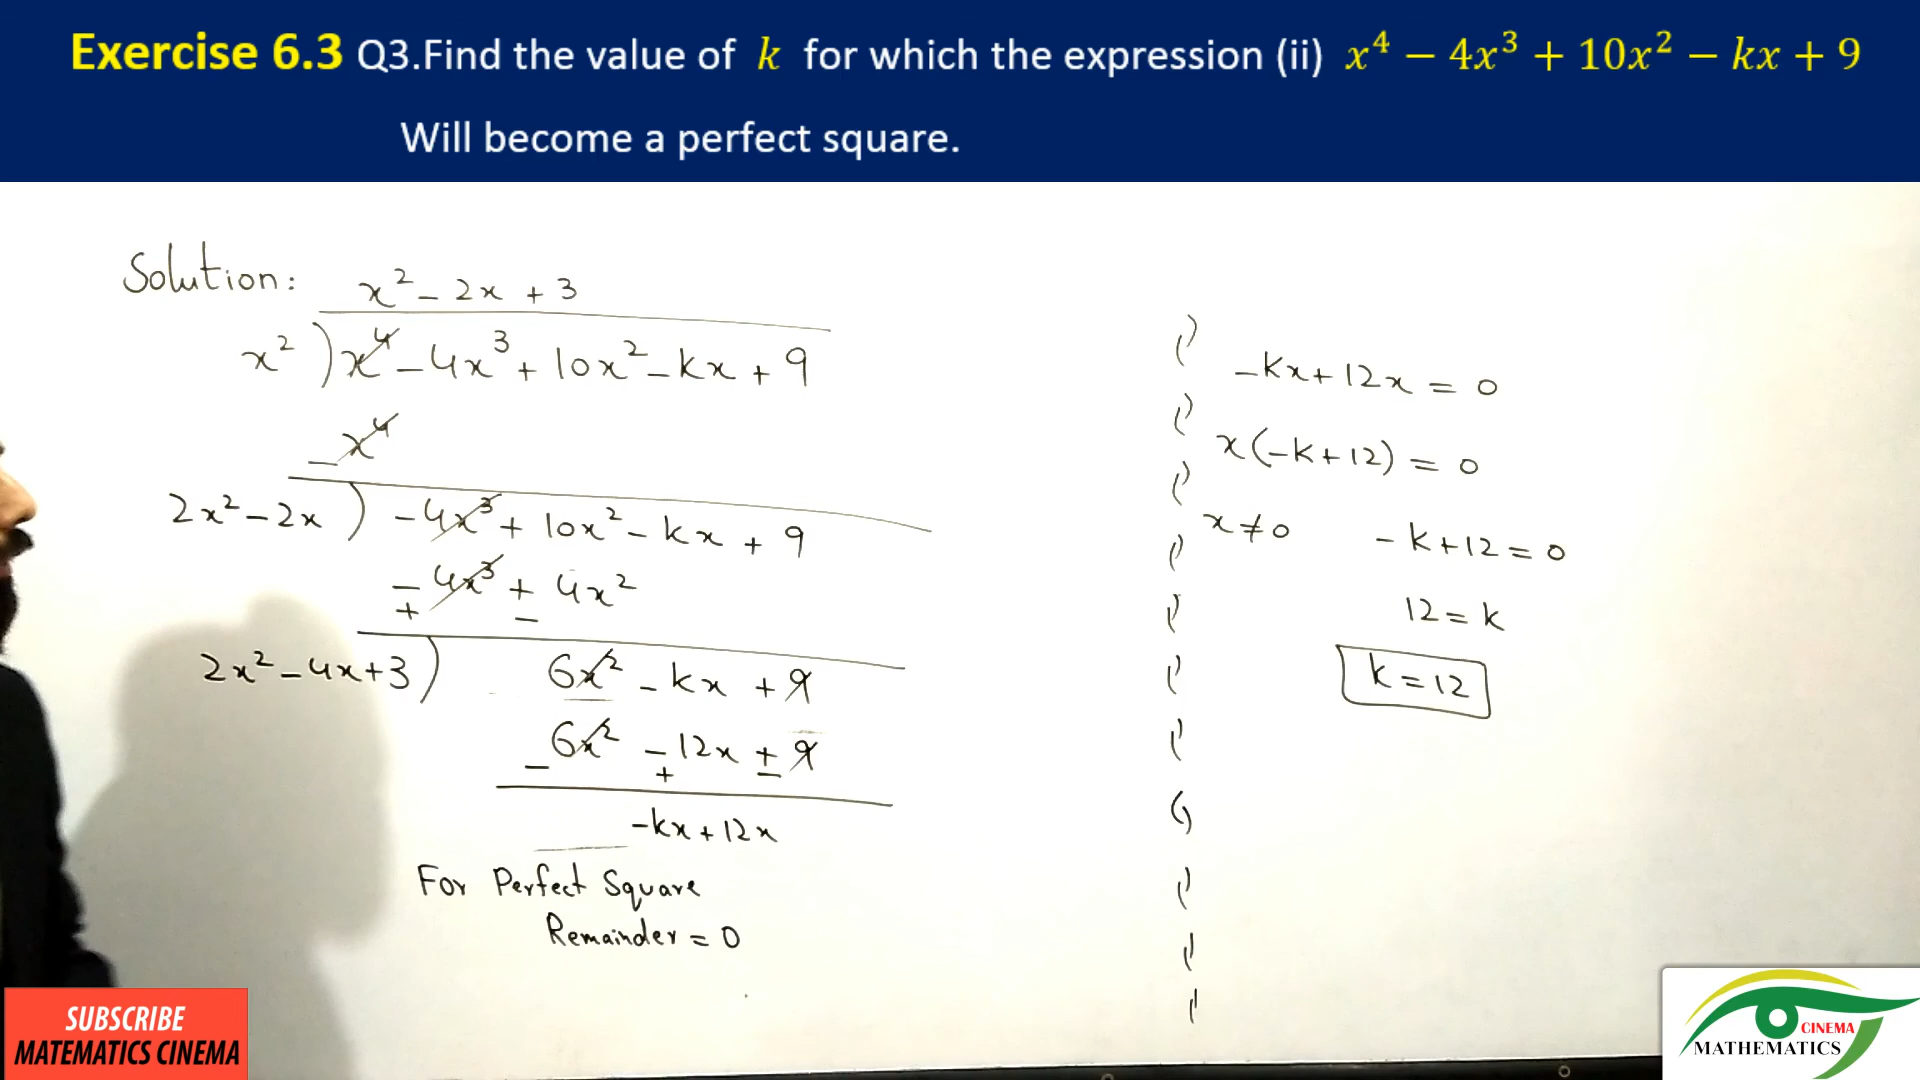 Exercise 6.3 Q3.Find the value of k for which the expression (ii) x⁴ − 4x³ + 10x² − kx + 9
Will become a perfect square.
Solution:
x² − 2x + 3
x² ) x⁴ − 4x³ + 10x² − kx + 9
− x⁴
2x² − 2x ) − 4x³ + 10x² − kx + 9
− 4x³ + 4x²
+ −
2x² − 4x + 3 ) 6x² − kx + 9
6x² − 12x + 9
− + −
−kx + 12x
For Perfect Square
Remainder = 0
−kx + 12x = 0
x(−k + 12) = 0
x ≠ 0 − k + 12 = 0
12 = k
k = 12
SUBSCRIBE
MATEMATICS CINEMA
CINEMA
MATHEMATICS